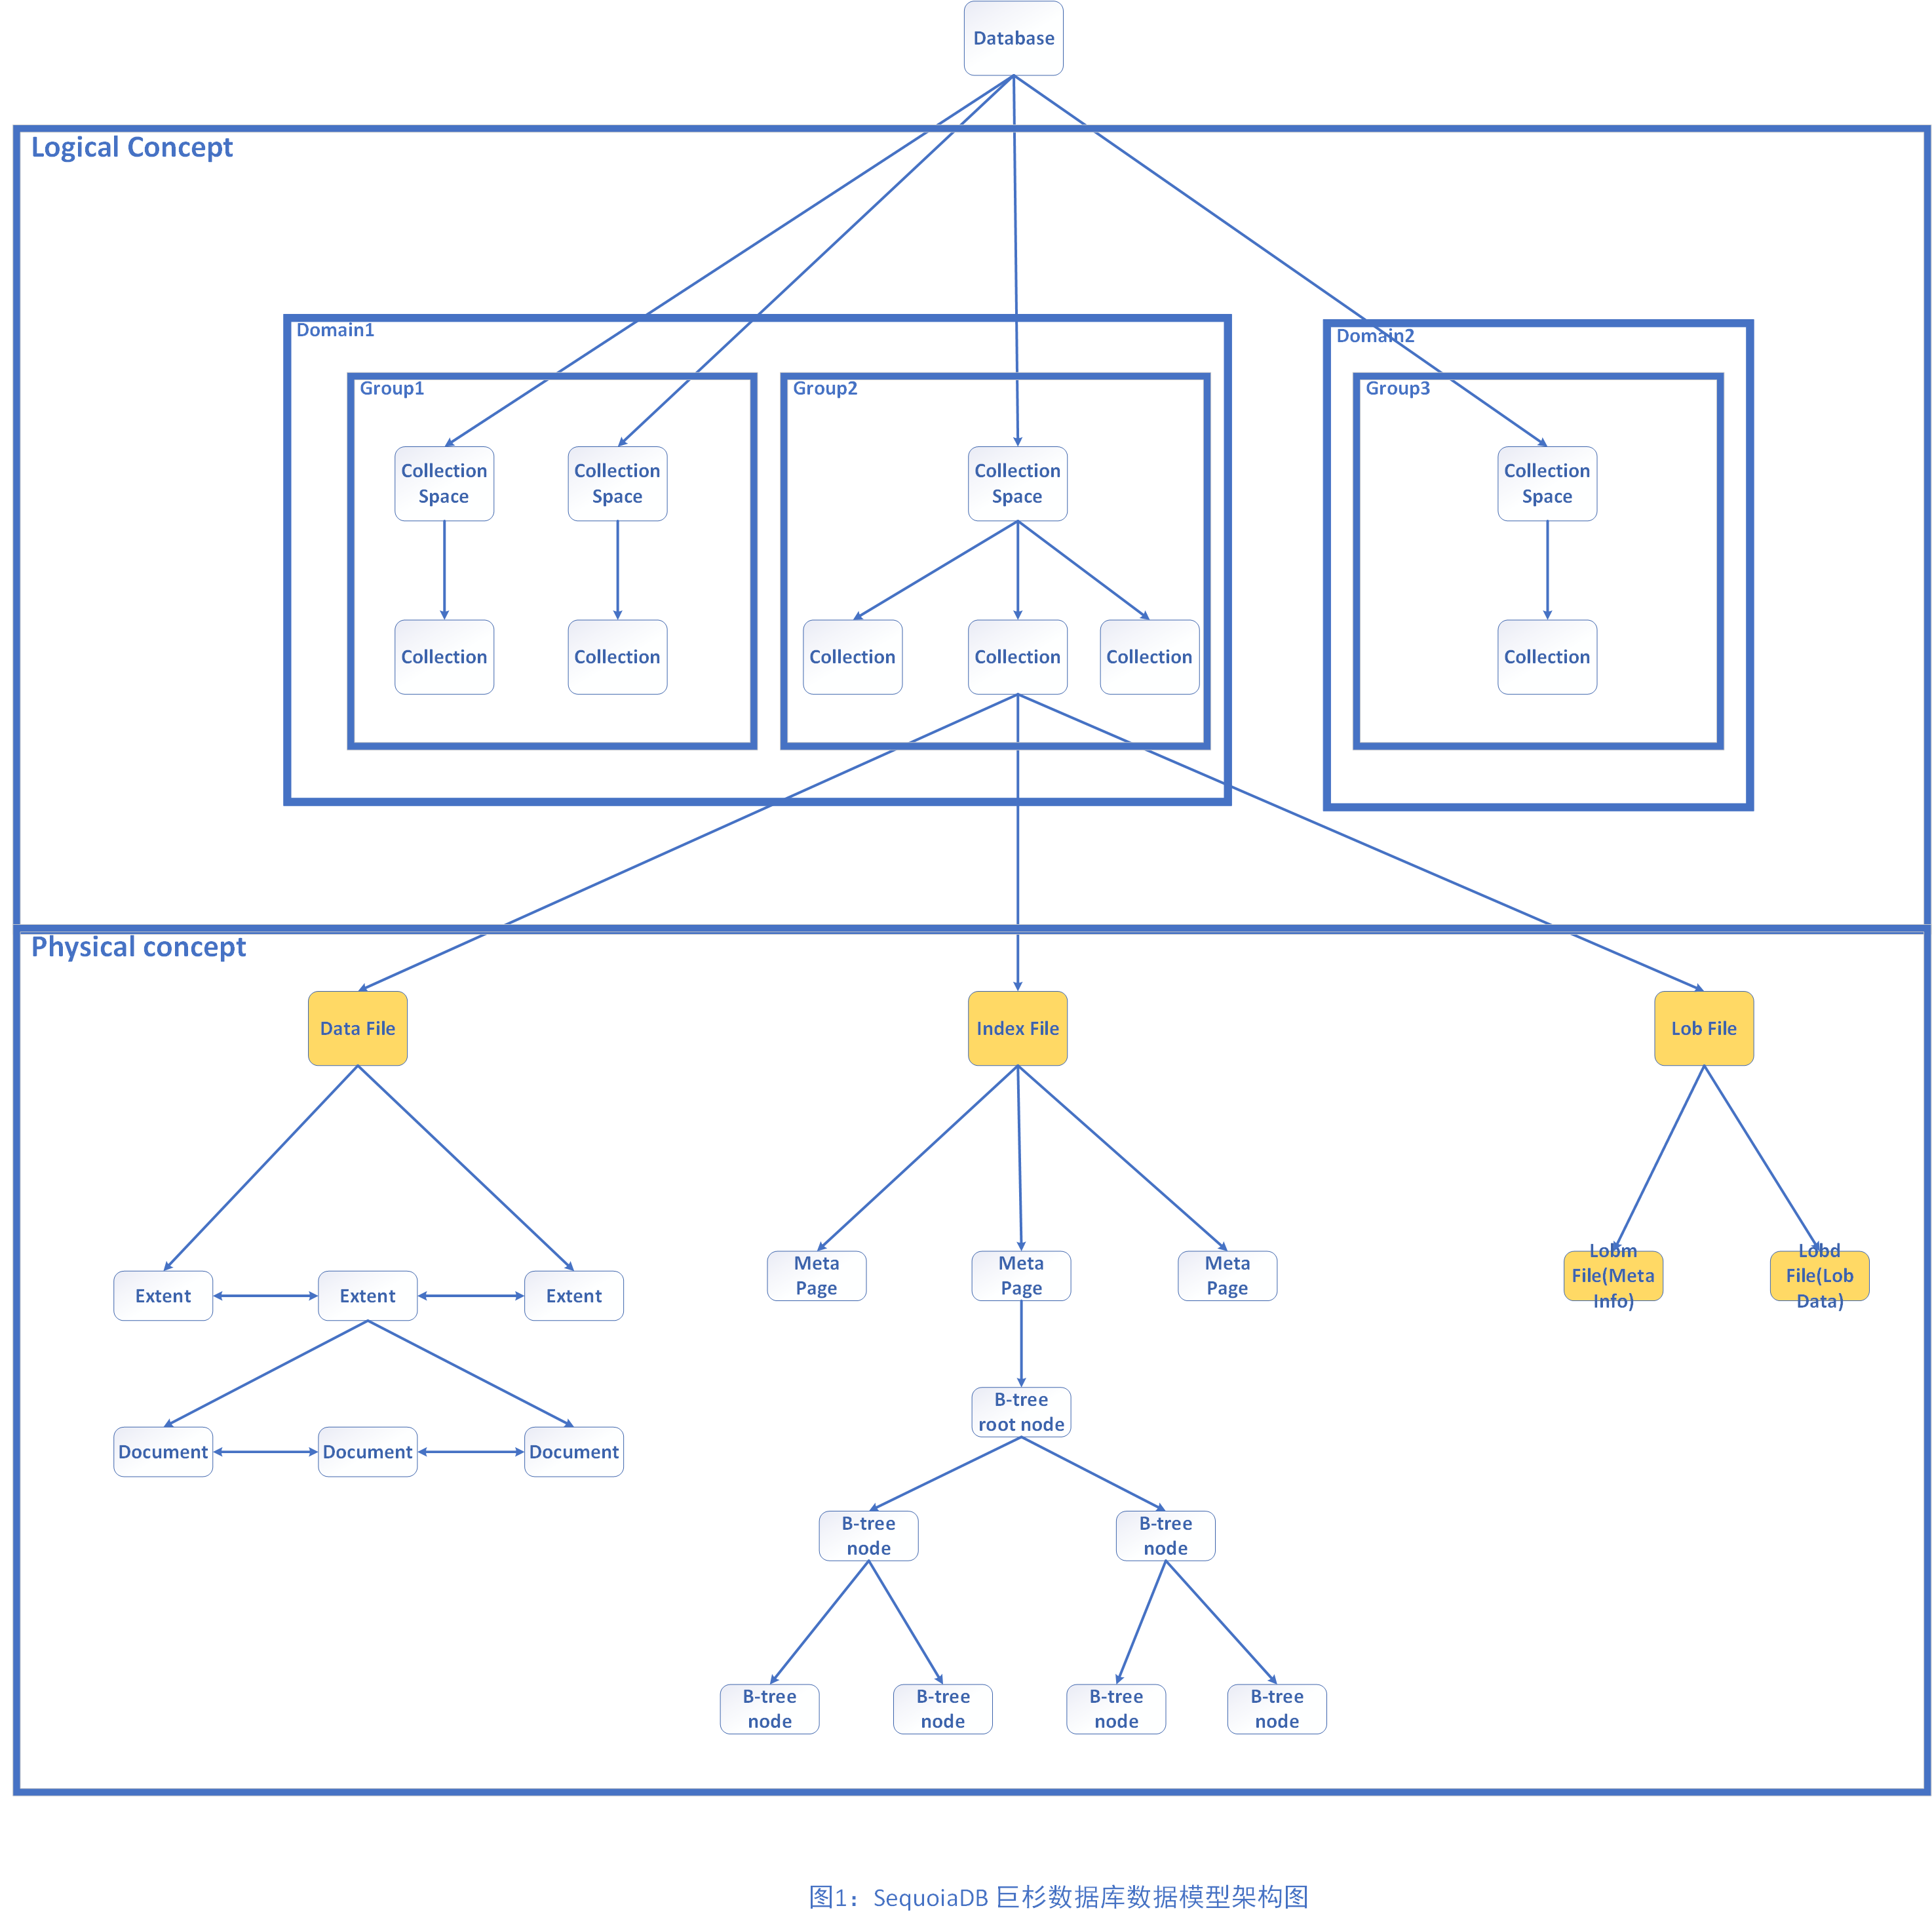 Database
Logical Concept
Domain1
Domain2
Group1
Group2
Group3
Collection
Space
Collection
Space
Collection
Space
Collection
Space
Collection
Collection
Collection
Collection
Collection
Collection
Physical concept
Data File
Index File
Lob File
Meta
Page
Meta
Page
Meta
Page
Lobm
File(Meta
Info)
Lobd
File(Lob
Data)
Extent
Extent
Extent
B-tree
root node
Document
Document
Document
B-tree
node
B-tree
node
B-tree
node
B-tree
node
B-tree
node
B-tree
node
图1：SequoiaDB 巨杉数据库数据模型架构图